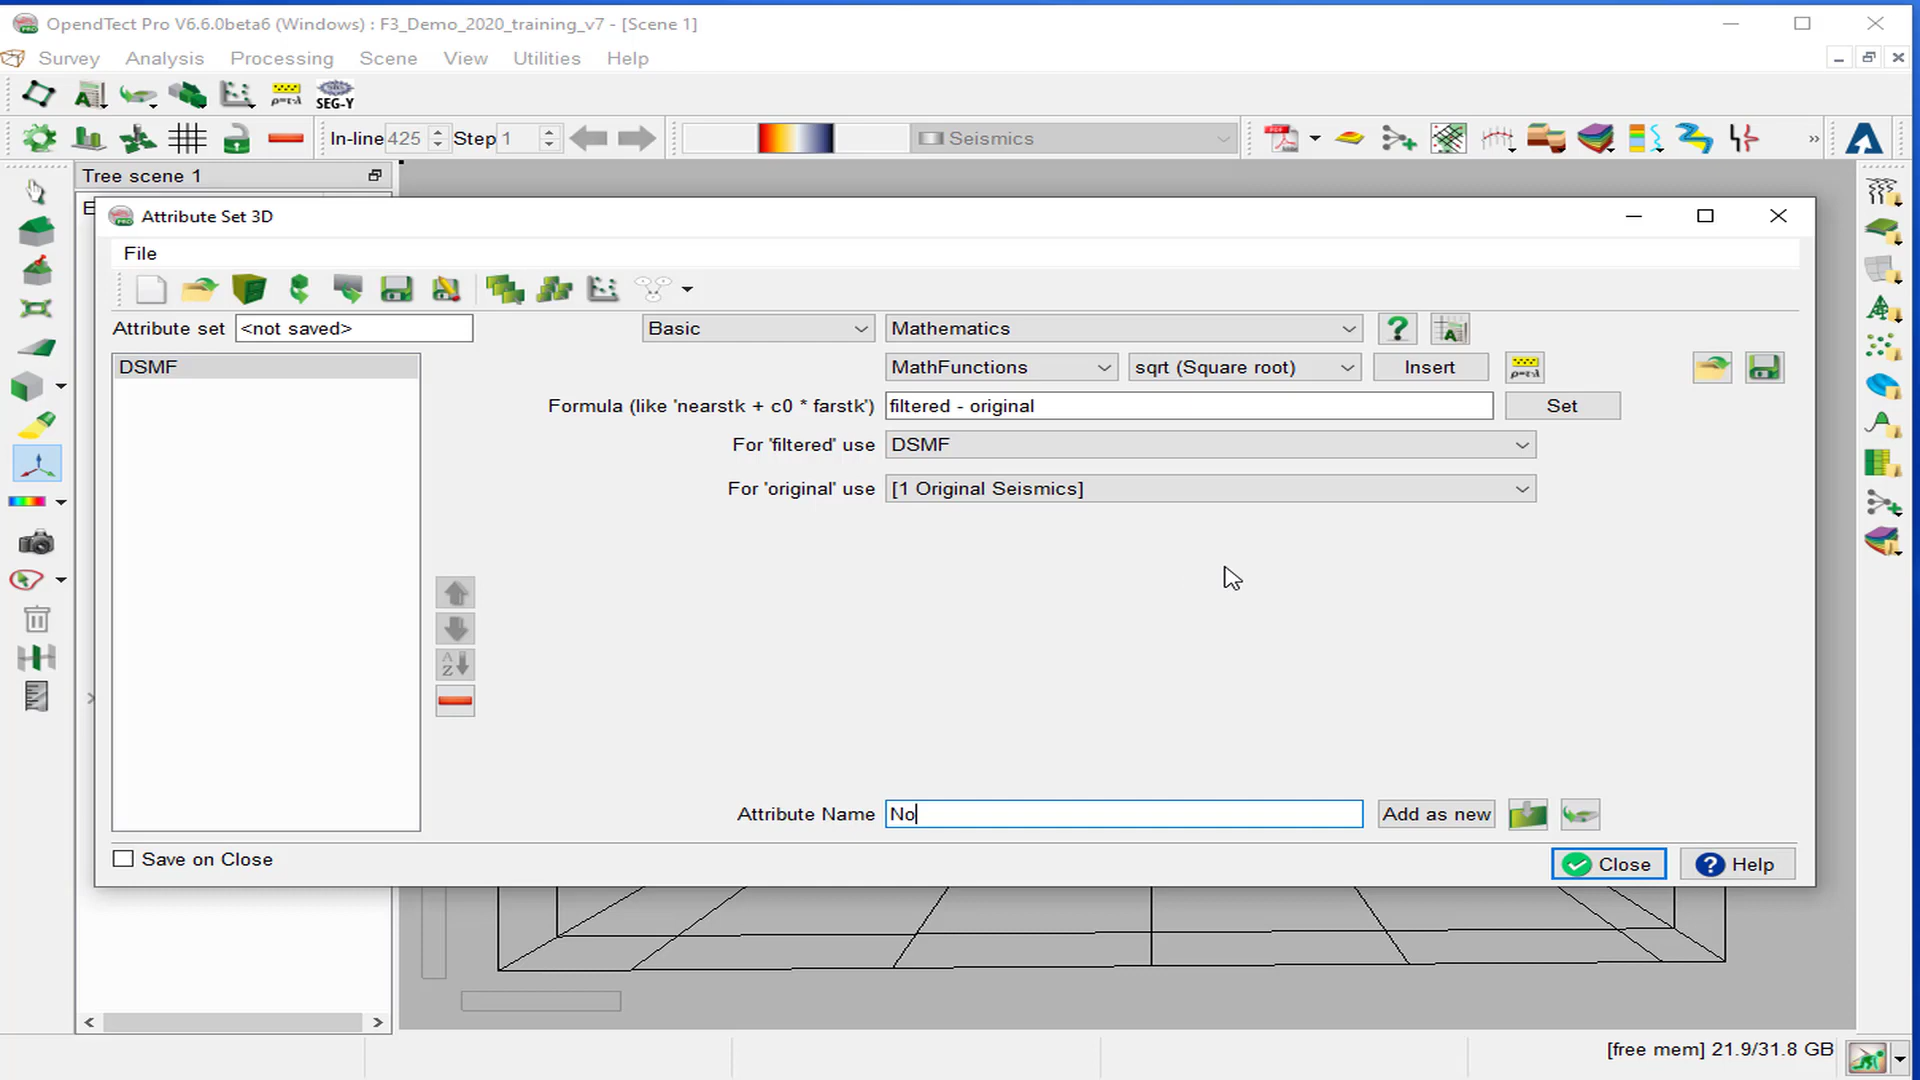 OpendTect Pro V6.6.0beta6 (Windows) : F3_Demo_2020_training_v7 - [Scene 1]
Survey Analysis Processing Scene View Utilities Help
SEG-Y
In-line 425 Step 1 Seismics
Tree scene 1
Attribute Set 3D
File
Attribute set <not saved> Basic Mathematics
DSMF MathFunctions sqrt (Square root) Insert
Formula (like 'nearstk + c0 * farstk') filtered - original Set
For 'filtered' use DSMF
For 'original' use [1 Original Seismics]
Attribute Name No Add as new
Save on Close Close Help
[free mem] 21.9/31.8 GB